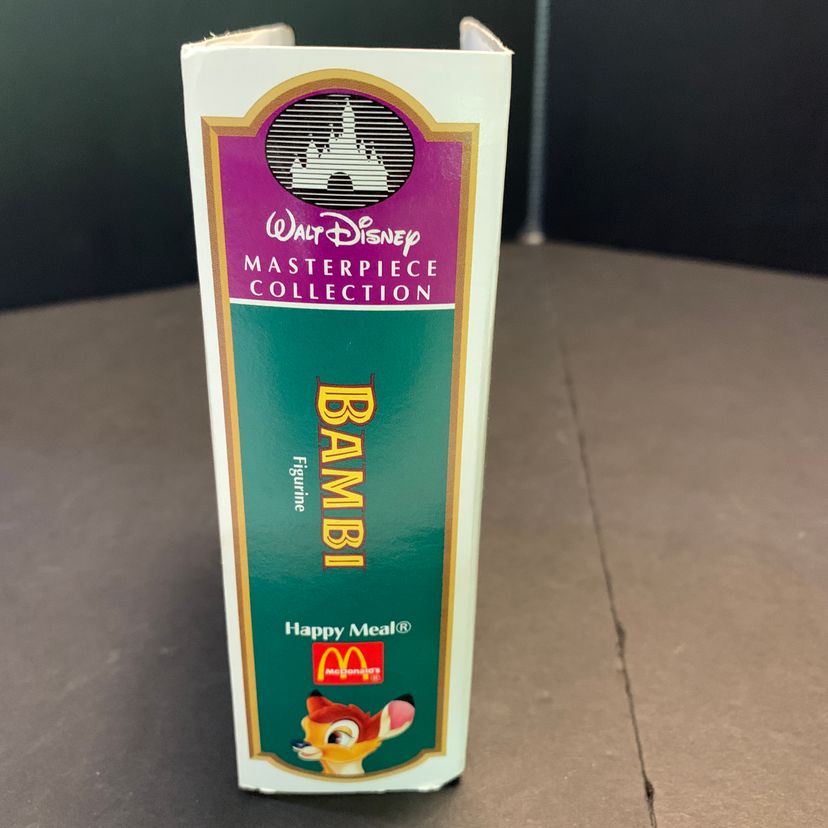 Walt Disney
MASTERPIECE
COLLECTION
BAMBI
Figurine
Happy Meal®
McDonald's ®